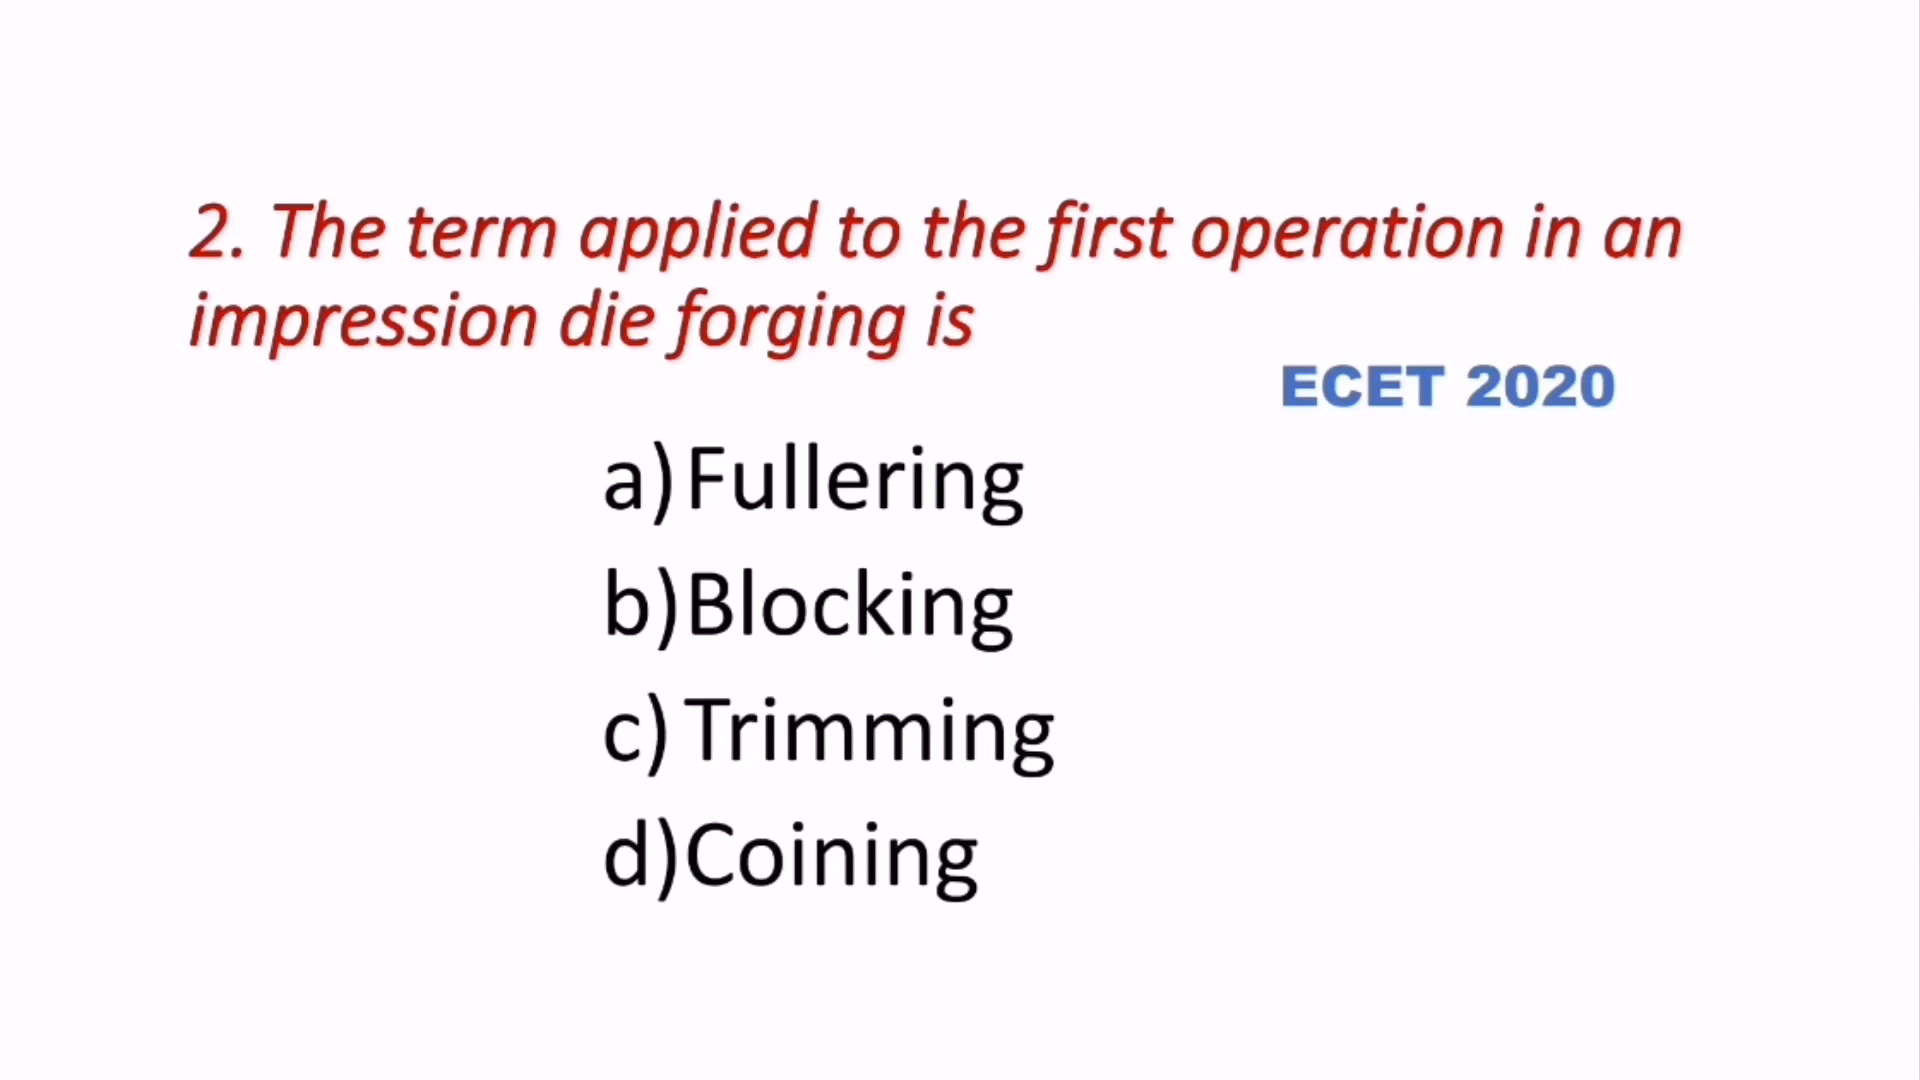 2. The term applied to the first operation in an
impression die forging is
ECET 2020
a) Fullering
b) Blocking
c) Trimming
d) Coining